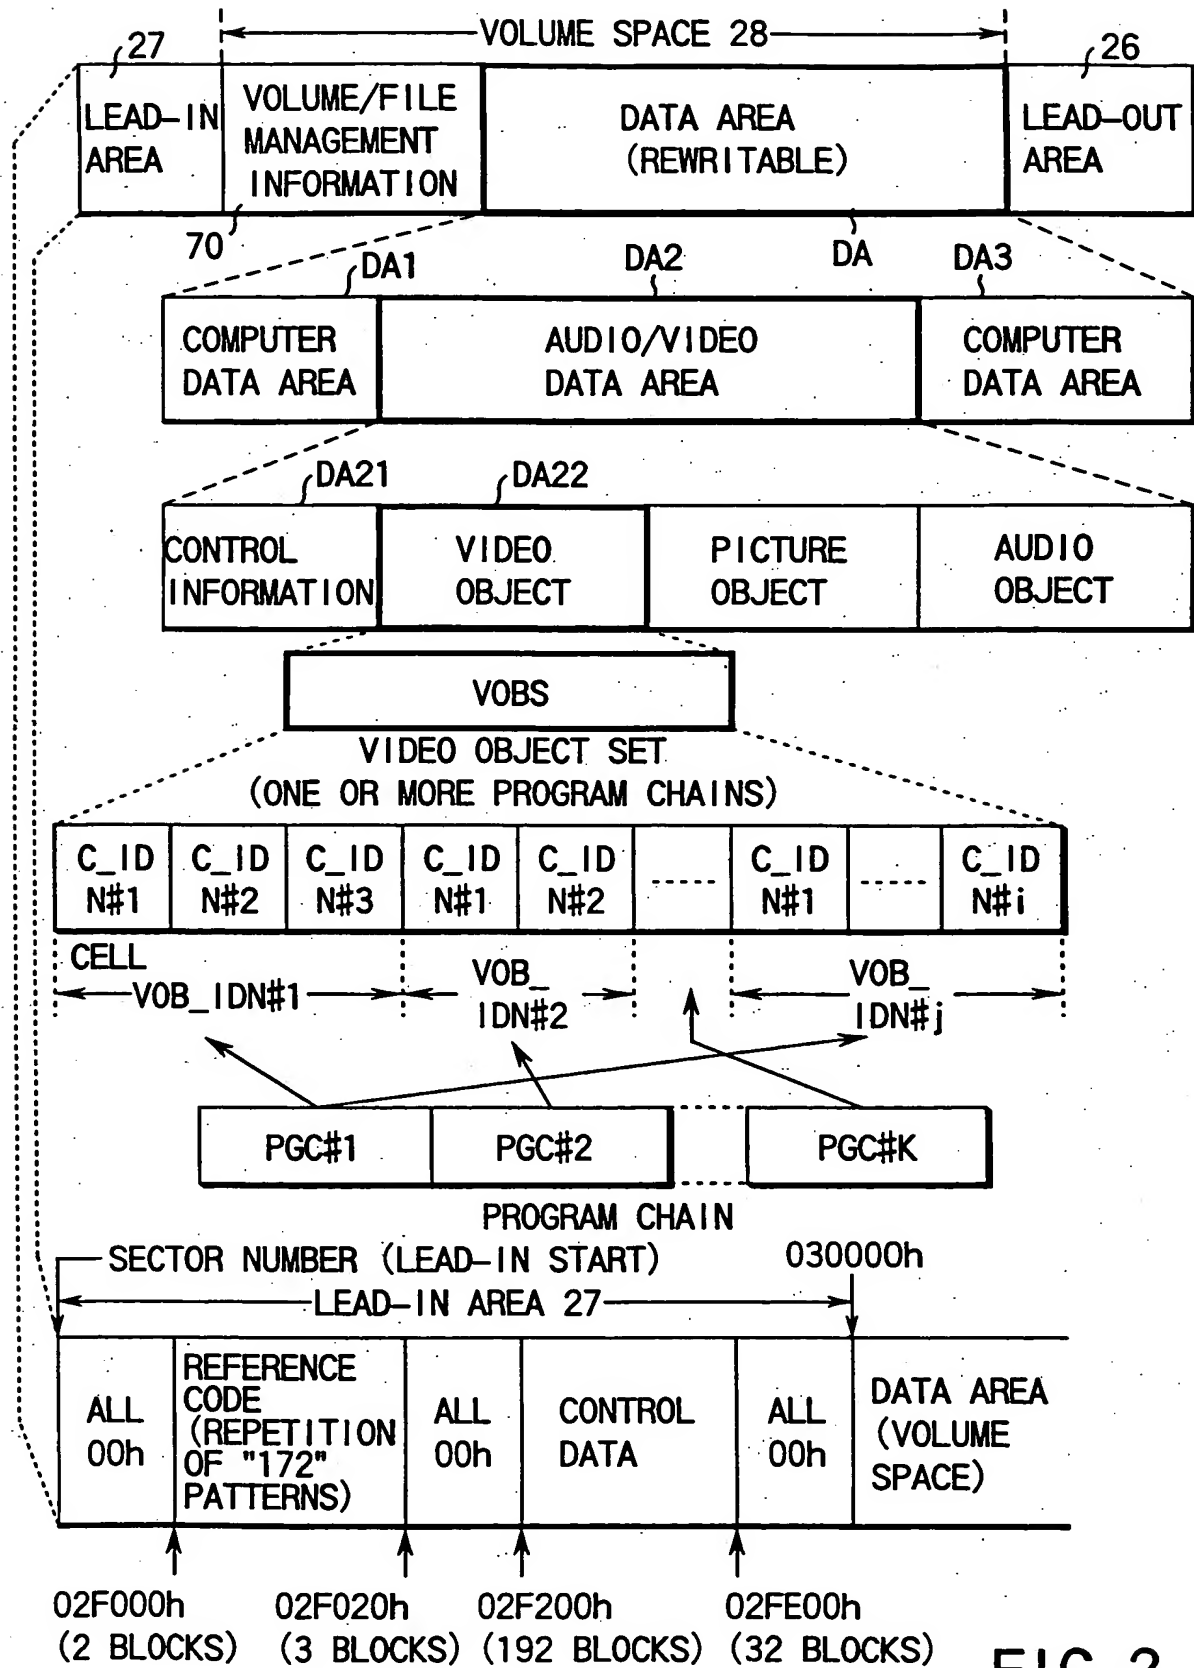 VOLUME SPACE 28
27
26
LEAD-IN
AREA
VOLUME/FILE
MANAGEMENT
INFORMATION
DATA AREA
(REWRITABLE)
LEAD-OUT
AREA
70
DA
DA1
DA2
DA3
COMPUTER
DATA AREA
AUDIO/VIDEO
DATA AREA
COMPUTER
DATA AREA
DA21
DA22
CONTROL
INFORMATION
VIDEO
OBJECT
PICTURE
OBJECT
AUDIO
OBJECT
VOBS
VIDEO OBJECT SET
(ONE OR MORE PROGRAM CHAINS)
C_ID
N#1
C_ID
N#2
C_ID
N#3
C_ID
N#1
C_ID
N#2
C_ID
N#1
C_ID
N#i
CELL
VOB_IDN#1
VOB_
IDN#2
VOB_
IDN#j
PGC#1
PGC#2
PGC#K
PROGRAM CHAIN
SECTOR NUMBER (LEAD-IN START)
030000h
LEAD-IN AREA 27
ALL
00h
REFERENCE
CODE
(REPETITION
OF "172"
PATTERNS)
ALL
00h
CONTROL
DATA
ALL
00h
DATA AREA
(VOLUME
SPACE)
02F000h
(2 BLOCKS)
02F020h
(3 BLOCKS)
02F200h
(192 BLOCKS)
02FE00h
(32 BLOCKS)
FIG 2